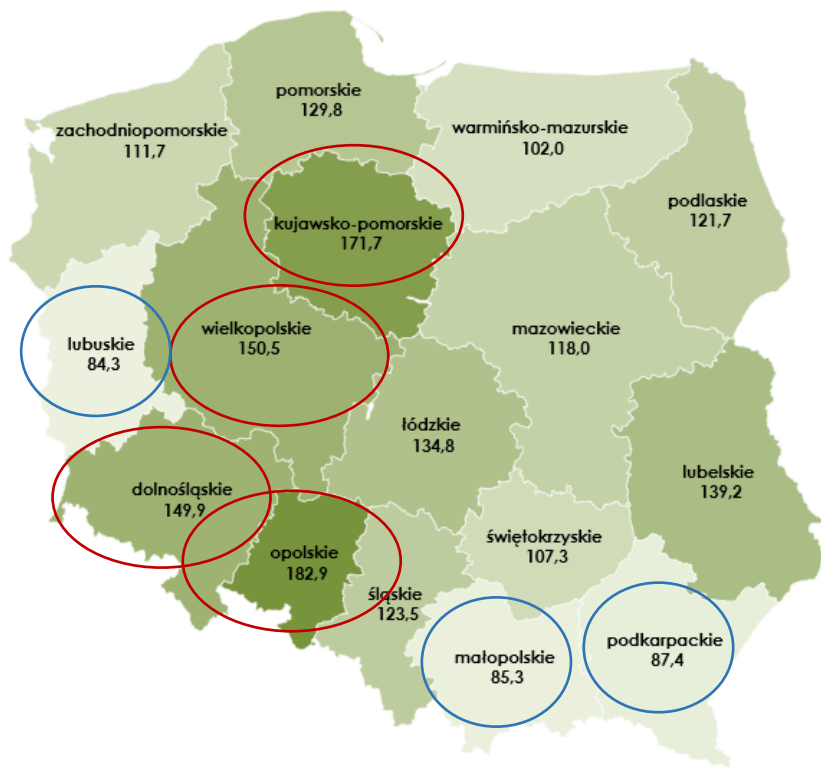 pomorskie
129,8
zachodniopomorskie
111,7
warmińsko-mazurskie
102,0
podlaskie
121,7
kujawsko-pomorskie
171,7
lubuskie
84,3
wielkopolskie
150,5
mazowieckie
118,0
łódzkie
134,8
lubelskie
139,2
dolnośląskie
149,9
opolskie
182,9
śląskie
123,5
świętokrzyskie
107,3
małopolskie
85,3
podkarpackie
87,4